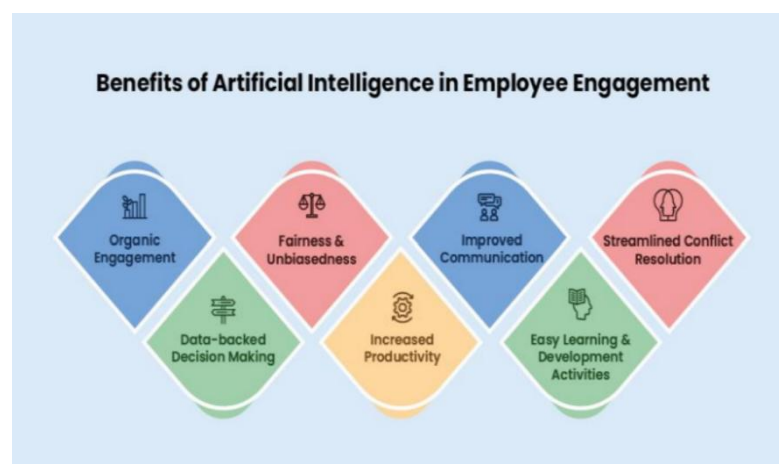 Benefits of Artificial Intelligence in Employee Engagement
Organic
Engagement
Fairness &
Unbiasedness
Improved
Communication
Streamlined Conflict
Resolution
Data-backed
Decision Making
Increased
Productivity
Easy Learning &
Development
Activities